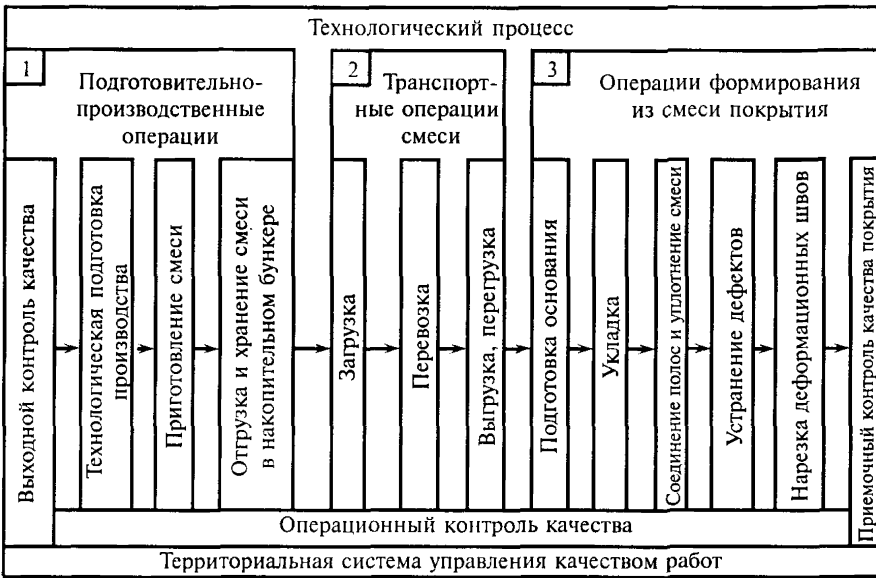 Технологический процесс
1
Подготовительно-
производственные
операции
2
Транспорт-
ные операции
смеси
3
Операции формирования
из смеси покрытия
Выходной контроль качества
Технологическая подготовка
производства
Приготовление смеси
Отгрузка и хранение смеси
в накопительном бункере
Загрузка
Перевозка
Выгрузка, перегрузка
Подготовка основания
Укладка
Соединение полос и уплотнение смеси
Устранение дефектов
Нарезка деформационных швов
Приемочный контроль качества покрытия
Операционный контроль качества
Территориальная система управления качеством работ